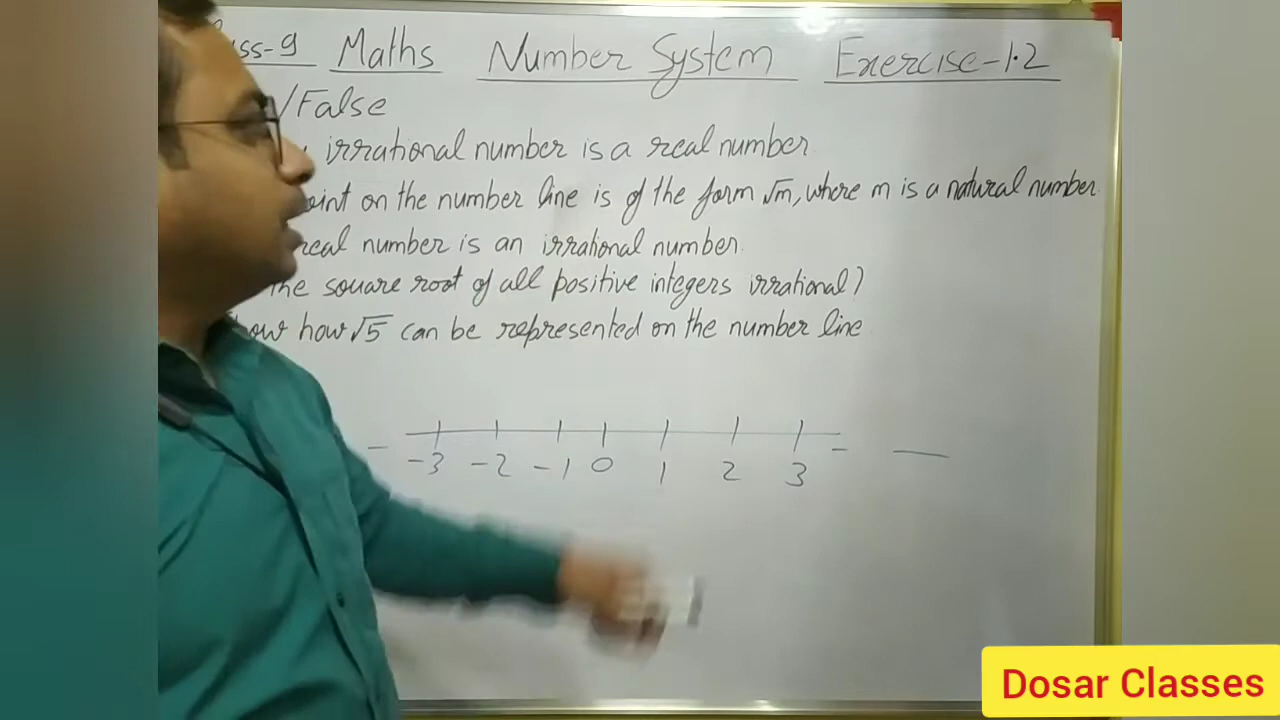 ss-9 Maths Number System Exercise-1.2
/False
irrational number is a real number
oint on the number line is of the form √m, where m is a natural number.
real number is an irrational number.
the square root of all positive integers irrational?
how how √5 can be represented on the number line
-3 -2 -1 0 1 2 3
Dosar Classes